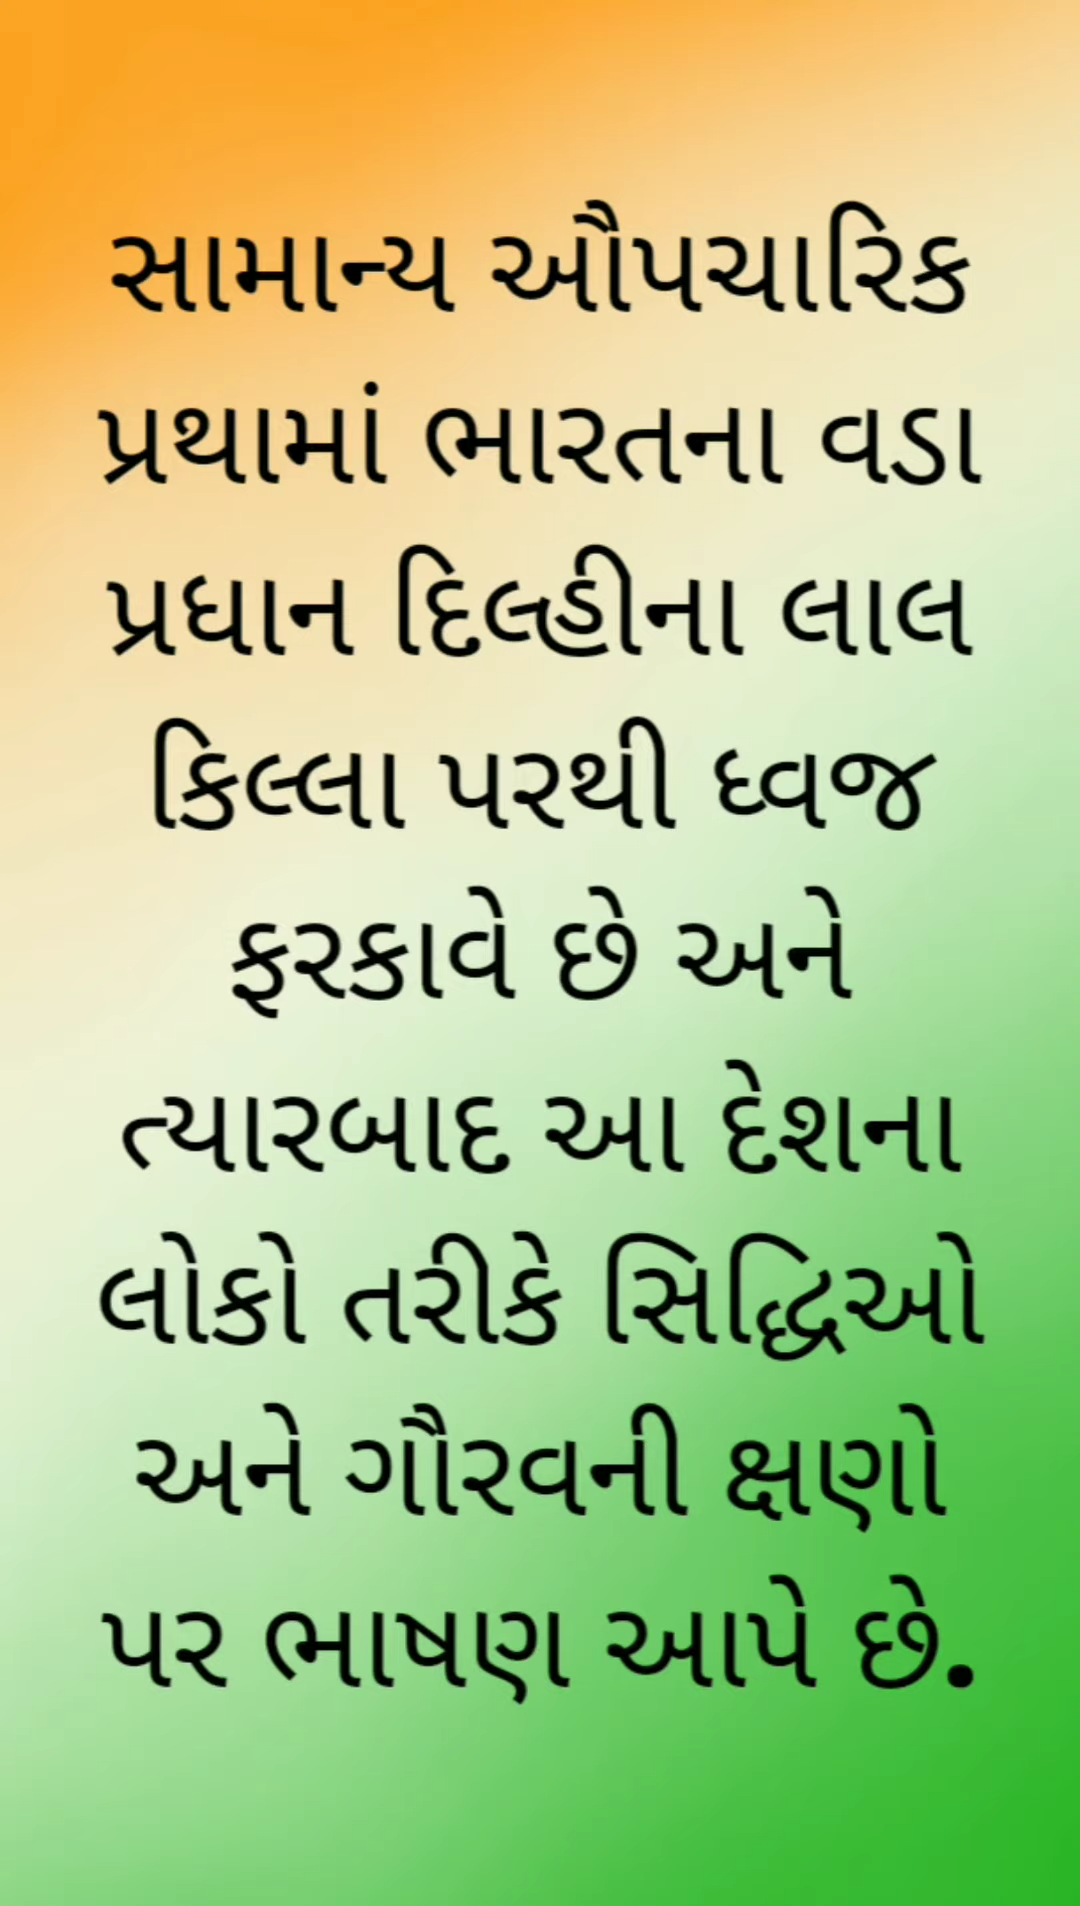 સામાન્ય ઔપચારિક
પ્રથામાં ભારતના વડા
પ્રધાન દિલ્હીના લાલ
કિલ્લા પરથી ધ્વજ
ફરકાવે છે અને
ત્યારબાદ આ દેશના
લોકો તરીકે સિદ્ધિઓ
અને ગૌરવની ક્ષણો
પર ભાષણ આપે છે.